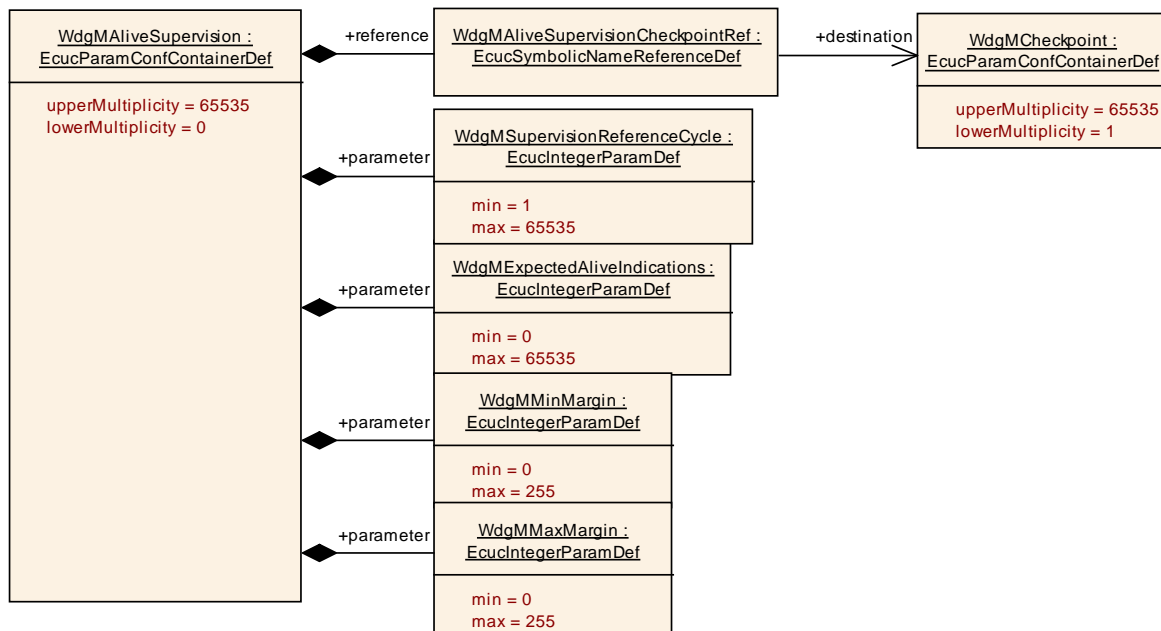 WdgMAliveSupervision :
EcucParamConfContainerDef
upperMultiplicity = 65535
lowerMultiplicity = 0
+reference
WdgMAliveSupervisionCheckpointRef :
EcucSymbolicNameReferenceDef
+destination
WdgMCheckpoint :
EcucParamConfContainerDef
upperMultiplicity = 65535
lowerMultiplicity = 1
+parameter
WdgMSupervisionReferenceCycle :
EcucIntegerParamDef
min = 1
max = 65535
+parameter
WdgMExpectedAliveIndications :
EcucIntegerParamDef
min = 0
max = 65535
+parameter
WdgMMinMargin :
EcucIntegerParamDef
min = 0
max = 255
+parameter
WdgMMaxMargin :
EcucIntegerParamDef
min = 0
max = 255